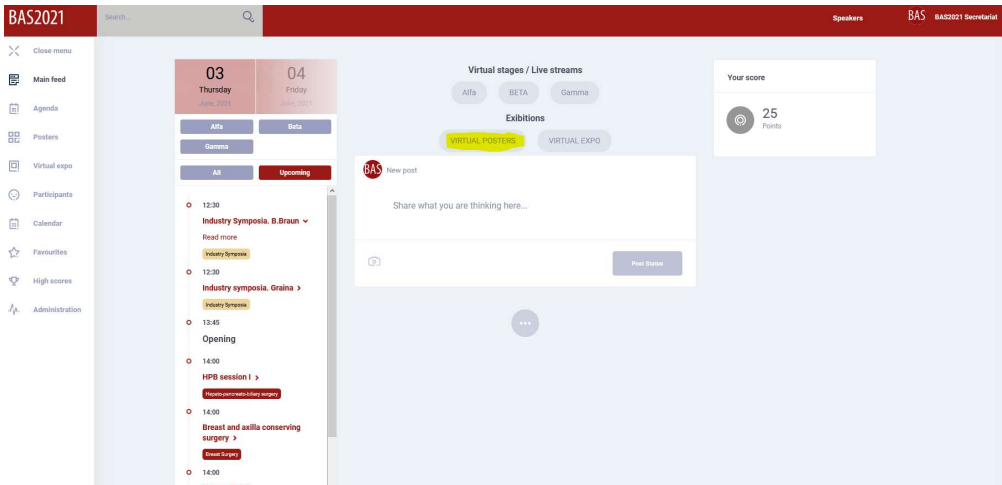 BAS2021
Search...
Speakers
BAS BAS2021 Secretariat
Close menu
Main feed
Agenda
Posters
Virtual expo
Participants
Calendar
Favourites
High scores
Administration
03
Thursday
June, 2021
04
Friday
June, 2021
Alfa
Beta
Gamma
All
Upcoming
12:30
Industry Symposia. B.Braun
Read more
Industry Symposia
12:30
Industry symposia. Graina
Industry Symposia
13:45
Opening
14:00
HPB session I
Hepato-pancreato-biliary surgery
14:00
Breast and axilla conserving
surgery
Breast Surgery
14:00
Virtual stages / Live streams
Alfa
BETA
Gamma
Exibitions
VIRTUAL POSTERS
VIRTUAL EXPO
BAS New post
Share what you are thinking here...
Post Status
Your score
25
Points